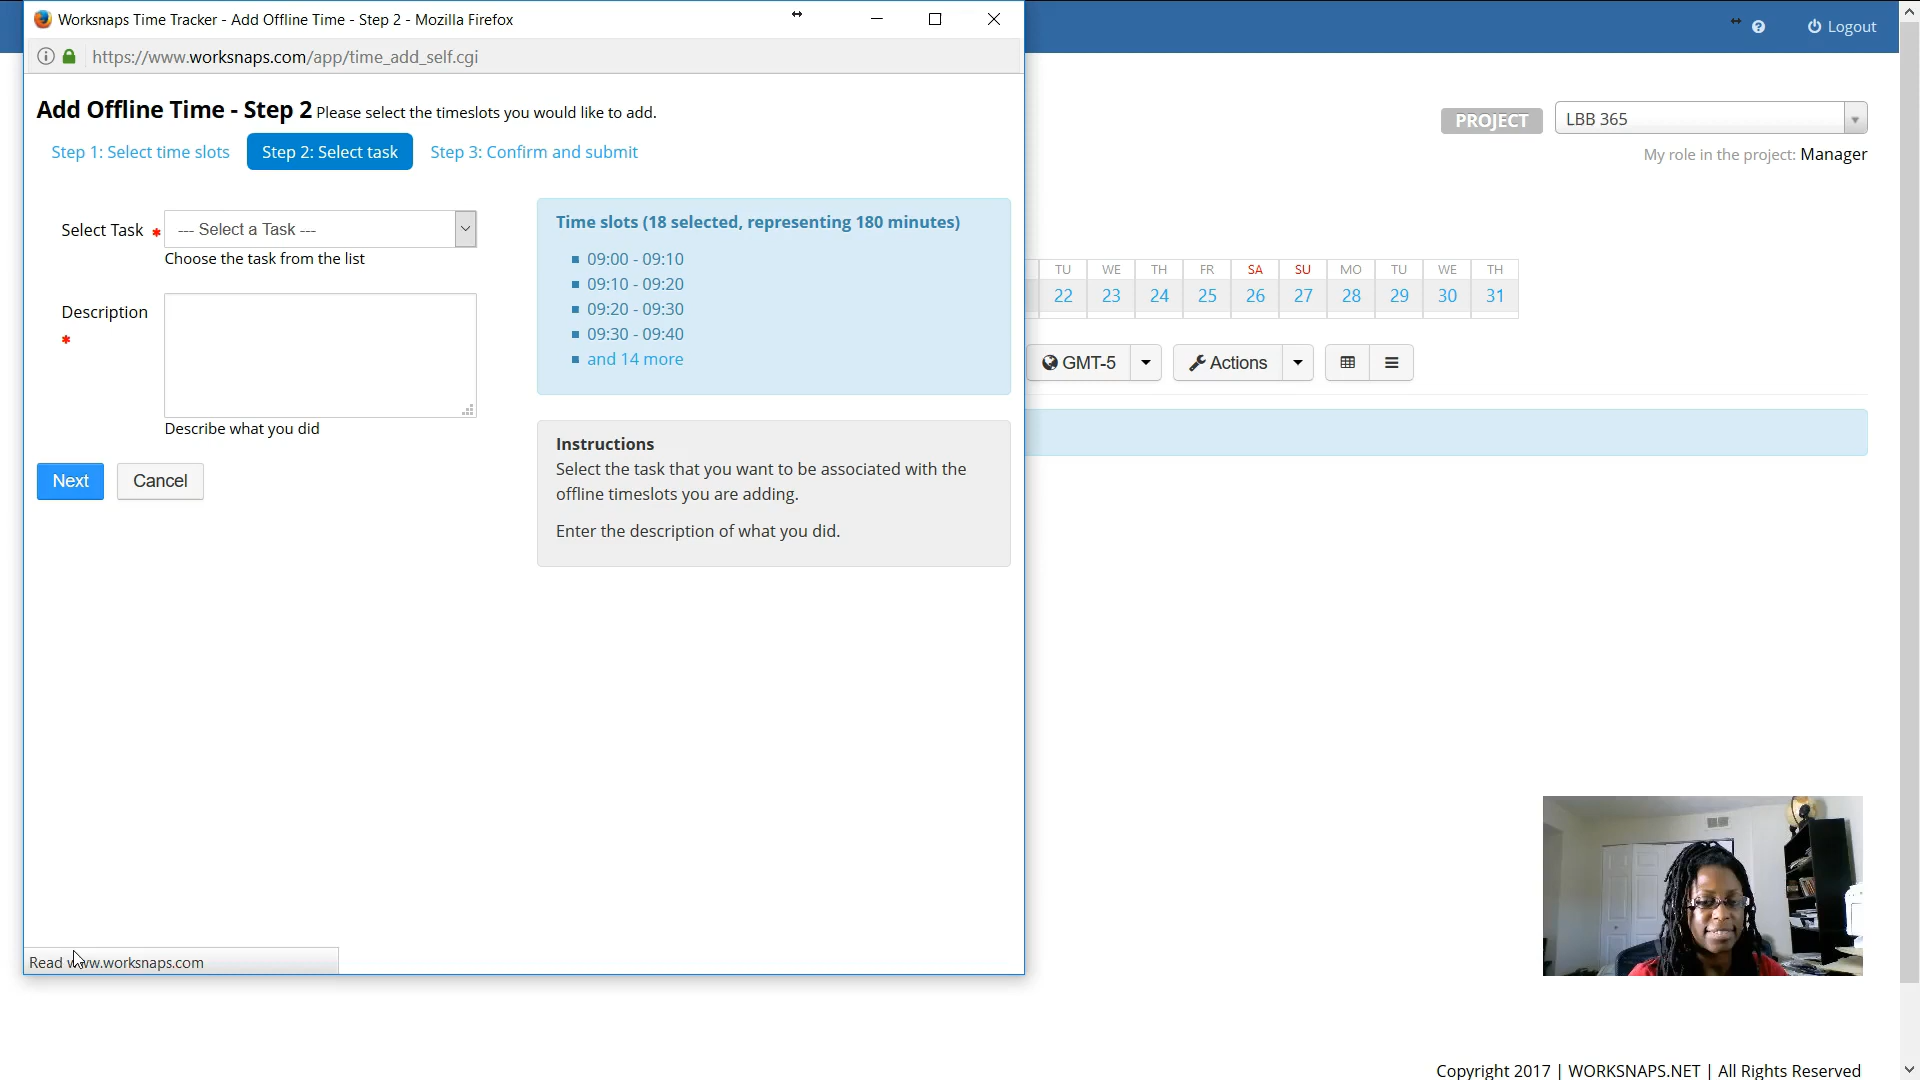 Worksnaps Time Tracker - Add Offline Time - Step 2 - Mozilla Firefox
https://www.worksnaps.com/app/time_add_self.cgi
Logout
Add Offline Time - Step 2 Please select the timeslots you would like to add.
Step 1: Select time slots Step 2: Select task Step 3: Confirm and submit
PROJECT LBB 365
My role in the project: Manager
Select Task * --- Select a Task ---
Choose the task from the list
Description *
Describe what you did
Next Cancel
Time slots (18 selected, representing 180 minutes)
09:00 - 09:10
09:10 - 09:20
09:20 - 09:30
09:30 - 09:40
and 14 more
Instructions
Select the task that you want to be associated with the
offline timeslots you are adding.
Enter the description of what you did.
TU WE TH FR SA SU MO TU WE TH
22 23 24 25 26 27 28 29 30 31
GMT-5 Actions
Read www.worksnaps.com
Copyright 2017 | WORKSNAPS.NET | All Rights Reserved